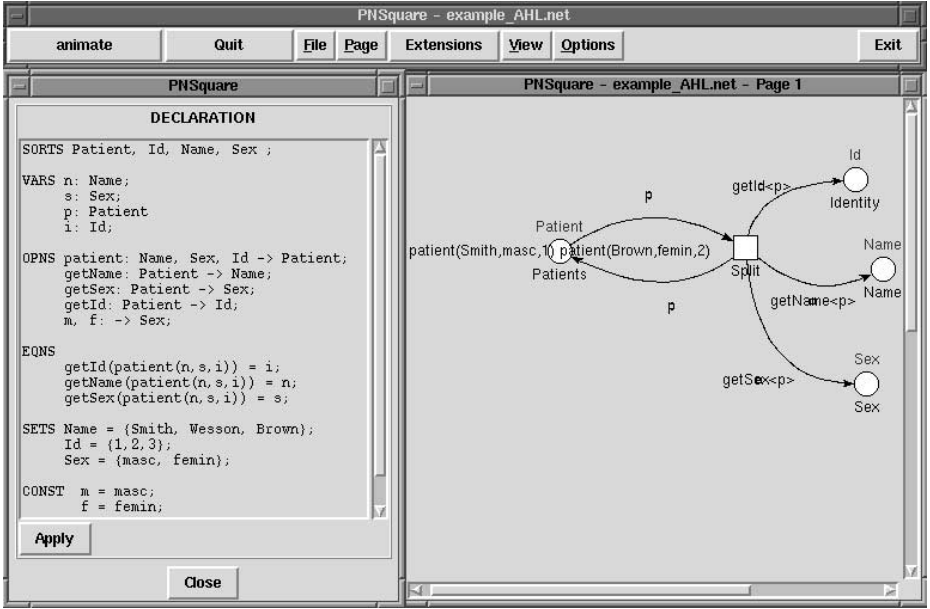 PNSquare - example_AHL.net
animate Quit File Page Extensions View Options Exit
PNSquare
DECLARATION
SORTS Patient, Id, Name, Sex ;
VARS n: Name;
s: Sex;
p: Patient
i: Id;
OPNS patient: Name, Sex, Id -> Patient;
getName: Patient -> Name;
getSex: Patient -> Sex;
getId: Patient -> Id;
m, f: -> Sex;
EQNS
getId(patient(n,s,i)) = i;
getName(patient(n,s,i)) = n;
getSex(patient(n,s,i)) = s;
SETS Name = {Smith, Wesson, Brown};
Id = {1,2,3};
Sex = {masc, femin};
CONST m = masc;
f = femin;
Apply
Close
PNSquare - example_AHL.net - Page 1
Id
getId<p>
Identity
p
Patient
patient(Smith,masc,1) patient(Brown,femin,2)
Patients
Split
p
Name
getName<p>
Name
Sex
getSex<p>
Sex